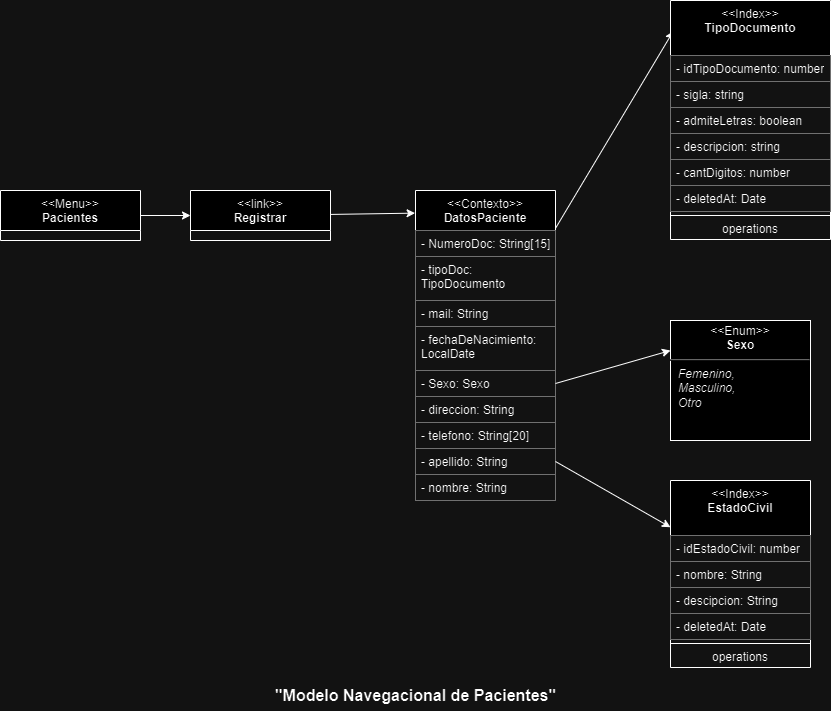 <<Menu>>
Pacientes
<<link>>
Registrar
<<Contexto>>
DatosPaciente
- NumeroDoc: String[15]
- tipoDoc:
TipoDocumento
- mail: String
- fechaDeNacimiento:
LocalDate
- Sexo: Sexo
- direccion: String
- telefono: String[20]
- apellido: String
- nombre: String
<<Index>>
TipoDocumento
- idTipoDocumento: number
- sigla: string
- admiteLetras: boolean
- descripcion: string
- cantDigitos: number
- deletedAt: Date
operations
<<Enum>>
Sexo
Femenino,
Masculino,
Otro
<<Index>>
EstadoCivil
- idEstadoCivil: number
- nombre: String
- descipcion: String
- deletedAt: Date
operations
"Modelo Navegacional de Pacientes"